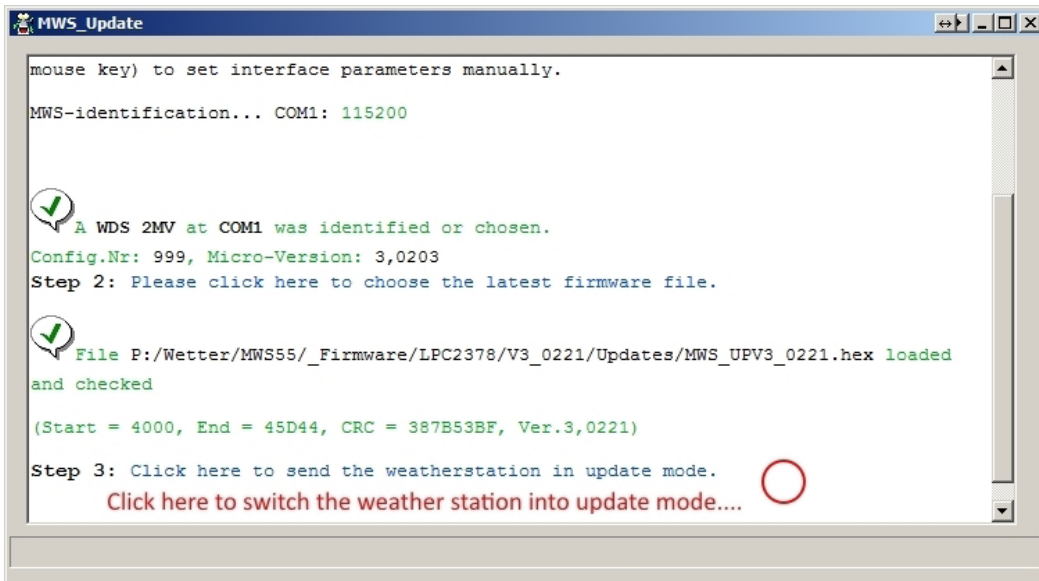 MWS_Update
mouse key) to set interface parameters manually.
MWS-identification... COM1: 115200
A WDS 2MV at COM1 was identified or chosen.
Config.Nr: 999, Micro-Version: 3,0203
Step 2: Please click here to choose the latest firmware file.
File P:/Wetter/MWS55/_Firmware/LPC2378/V3_0221/Updates/MWS_UPV3_0221.hex loaded
and checked
(Start = 4000, End = 45D44, CRC = 387B53BF, Ver.3,0221)
Step 3: Click here to send the weatherstation in update mode.
Click here to switch the weather station into update mode....